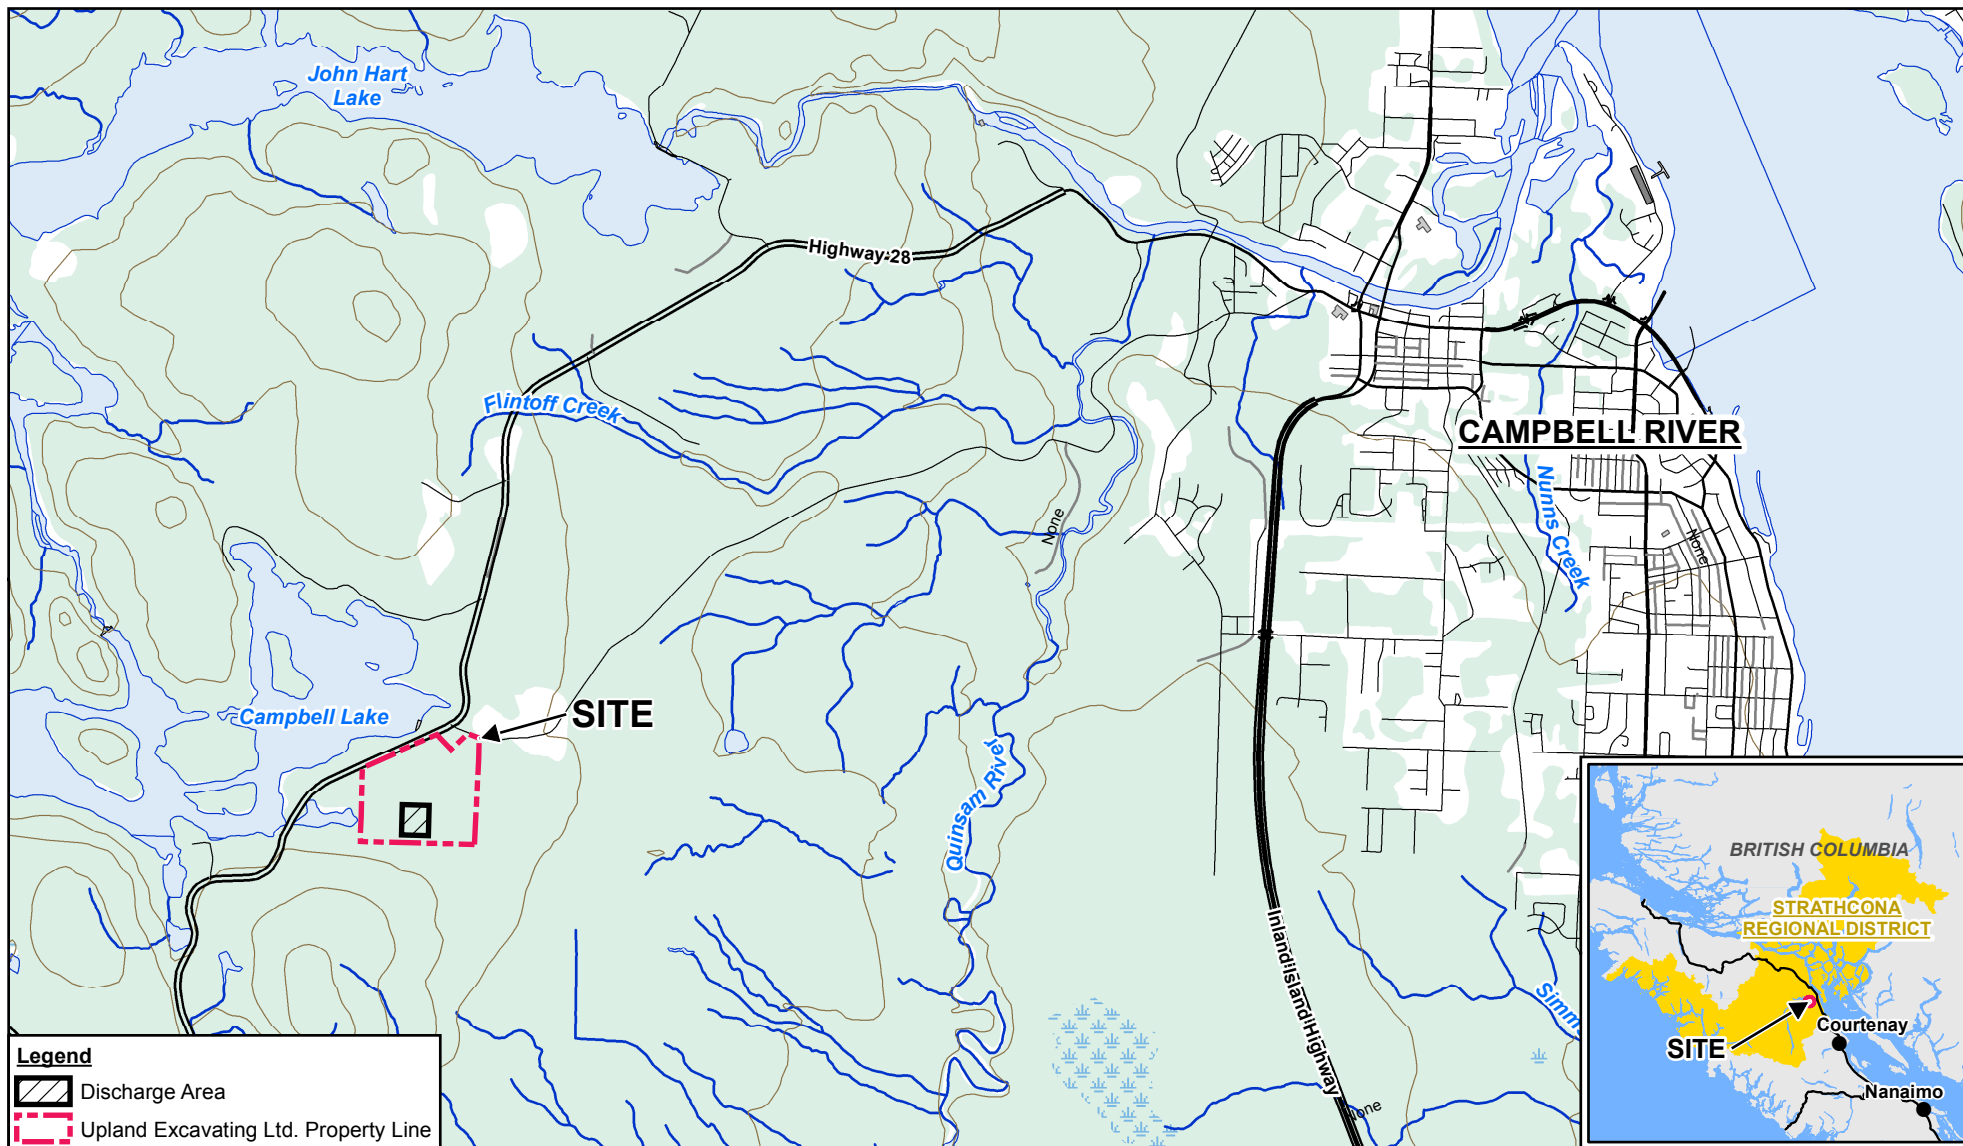 John Hart
Lake
Highway 28
Flintoff Creek
CAMPBELL RIVER
Nunns Creek
None
None
Campbell Lake
SITE
Quinsam River
Inland Island Highway
Simm
None
BRITISH COLUMBIA
STRATHCONA
REGIONAL DISTRICT
Courtenay
SITE
Nanaimo
Legend
Discharge Area
Upland Excavating Ltd. Property Line